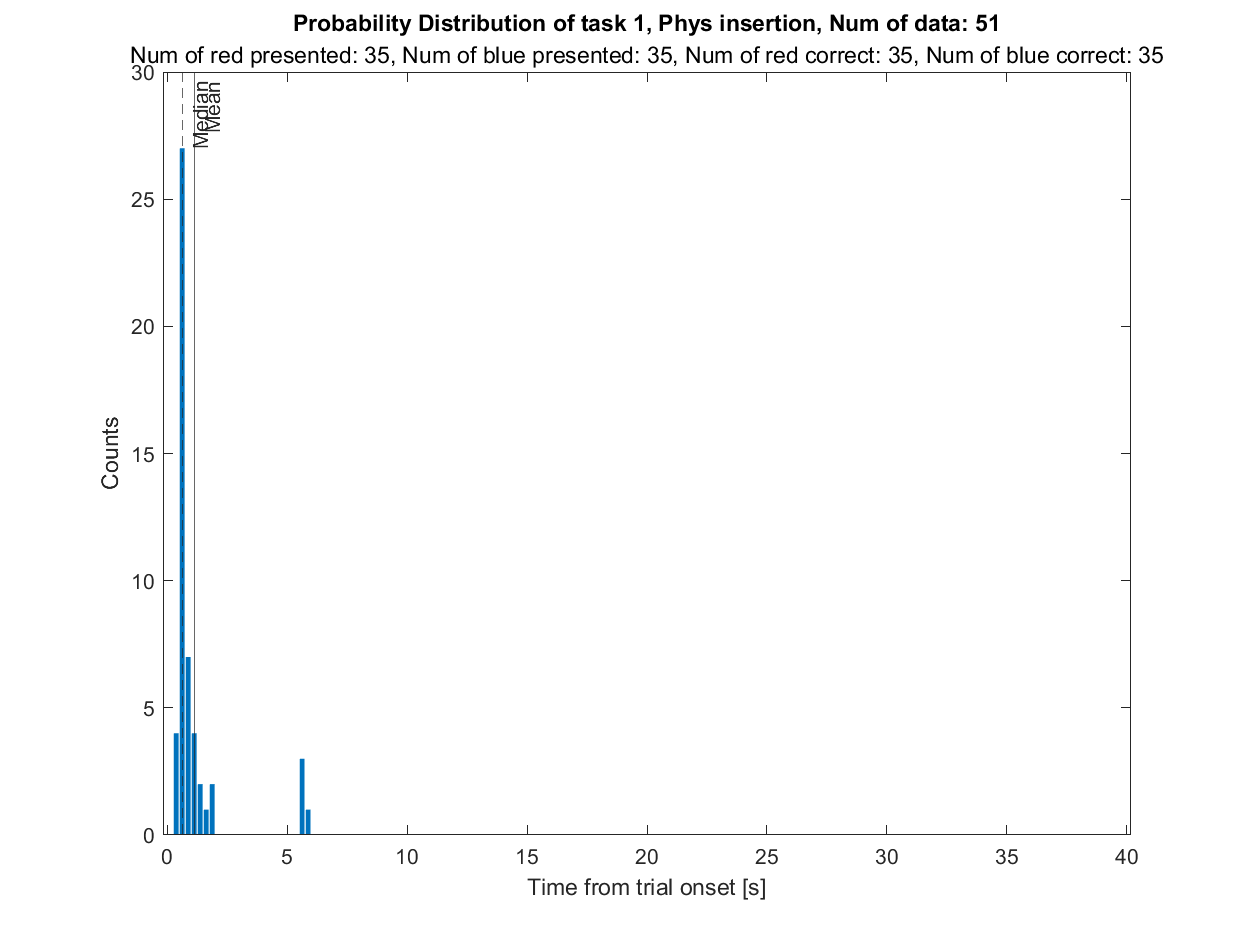 Probability Distribution of task 1, Phys insertion, Num of data: 51
Num of red presented: 35, Num of blue presented: 35, Num of red correct: 35, Num of blue correct: 35
Median
Mean
30
25
20
15
10
5
0
Counts
0 5 10 15 20 25 30 35 40
Time from trial onset [s]